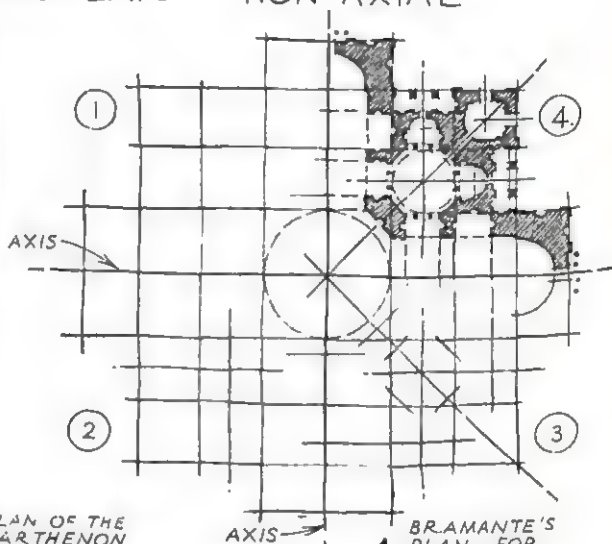 NON-AXIAL
1
4.
AXIS
2
3
PLAN OF THE
PARTHENON
AXIS
BRAMANTE'S
PLAN FOR